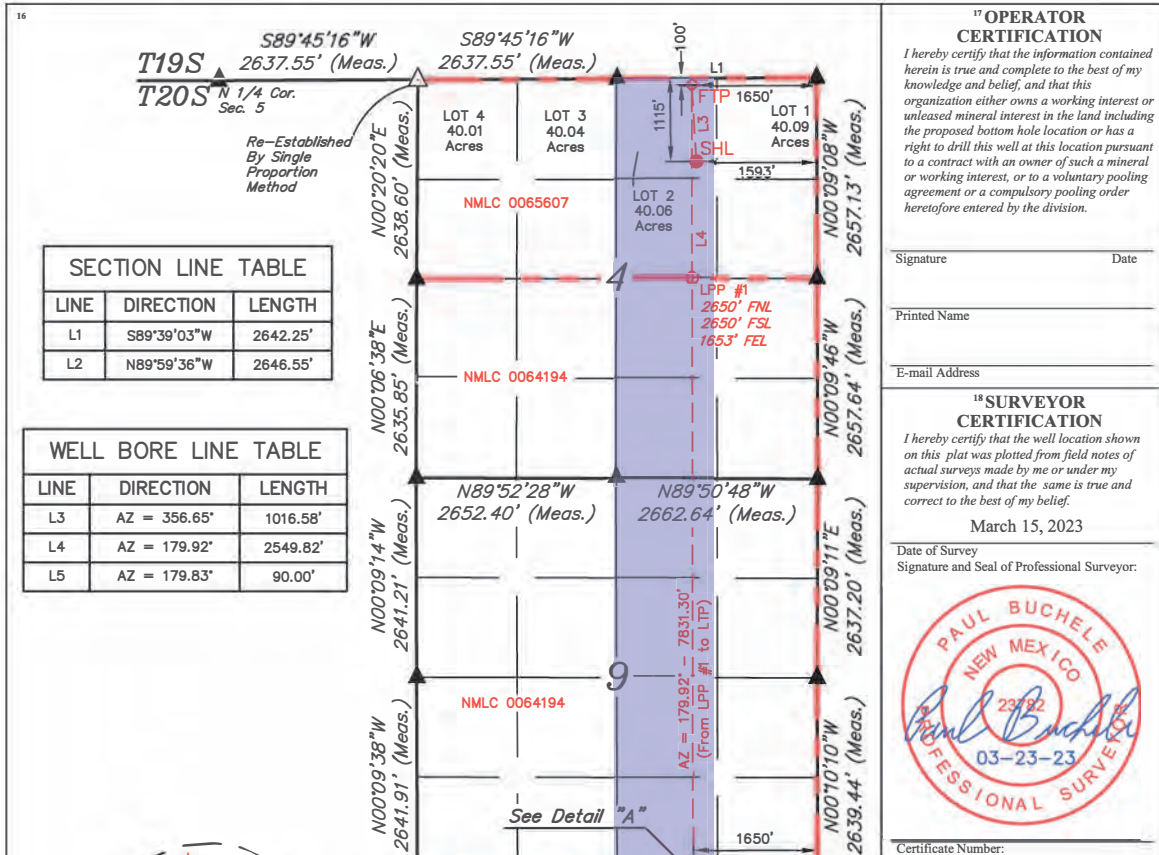 16
S89°45'16"W
2637.55' (Meas.)
S89°45'16"W
2637.55' (Meas.)
100'
L1
T19S
T20S
N 1/4 Cor.
Sec. 5
Re-Established
By Single
Proportion
Method
FTP
1650'
1115'
L3
SHL
1593'
LOT 4
40.01
Acres
LOT 3
40.04
Acres
LOT 2
40.06
Acres
LOT 1
40.09
Arces
N00°20'20"E
2638.60' (Meas.)
N00°09'08"W
2657.13' (Meas.)
NMLC 0065607
L4
4
LPP #1
2650' FNL
2650' FSL
1653' FEL
N00°06'38"E
2635.85' (Meas.)
N00°09'46"W
2657.64' (Meas.)
NMLC 0064194
N89°52'28"W
2652.40' (Meas.)
N89°50'48"W
2662.64' (Meas.)
N00°09'14"W
2641.21' (Meas.)
N00°09'11"E
2637.20' (Meas.)
AZ = 179.92° - 7831.30'
(From LPP #1 to LTP)
9
NMLC 0064194
N00°09'38"W
2641.91' (Meas.)
N00°10'10"W
2639.44' (Meas.)
See Detail "A"
1650'
SECTION LINE TABLE
LINE DIRECTION LENGTH
L1 S89°39'03"W 2642.25'
L2 N89°59'36"W 2646.55'
WELL BORE LINE TABLE
LINE DIRECTION LENGTH
L3 AZ = 356.65° 1016.58'
L4 AZ = 179.92° 2549.82'
L5 AZ = 179.83° 90.00'
17 OPERATOR
CERTIFICATION
I hereby certify that the information contained
herein is true and complete to the best of my
knowledge and belief, and that this
organization either owns a working interest or
unleased mineral interest in the land including
the proposed bottom hole location or has a
right to drill this well at this location pursuant
to a contract with an owner of such a mineral
or working interest, or to a voluntary pooling
agreement or a compulsory pooling order
heretofore entered by the division.
Signature Date
Printed Name
E-mail Address
18 SURVEYOR
CERTIFICATION
I hereby certify that the well location shown
on this plat was plotted from field notes of
actual surveys made by me or under my
supervision, and that the same is true and
correct to the best of my belief.
March 15, 2023
Date of Survey
Signature and Seal of Professional Surveyor:
PAUL BUCHELE
NEW MEXICO
23782
Paul Buchele
03-23-23
PROFESSIONAL SURVEYOR
Certificate Number: